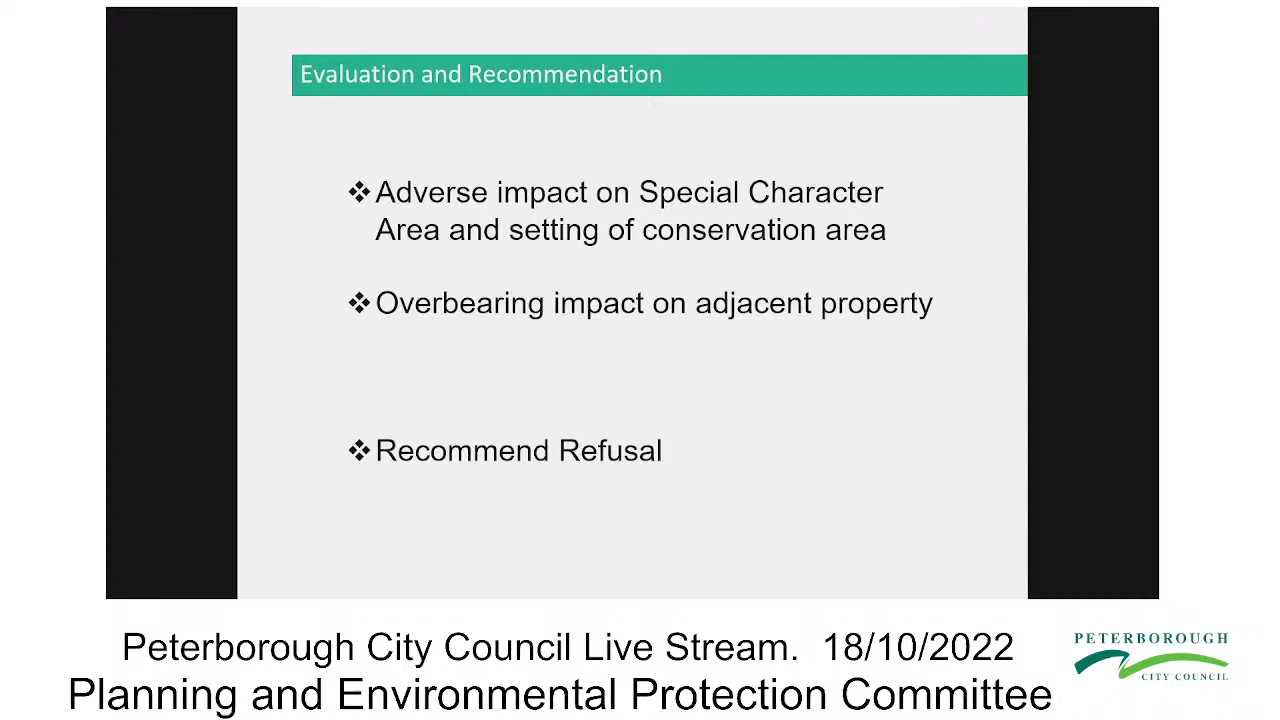 Evaluation and Recommendation
❖Adverse impact on Special Character
Area and setting of conservation area
❖Overbearing impact on adjacent property
❖Recommend Refusal
Peterborough City Council Live Stream. 18/10/2022
Planning and Environmental Protection Committee
PETERBOROUGH
CITY COUNCIL